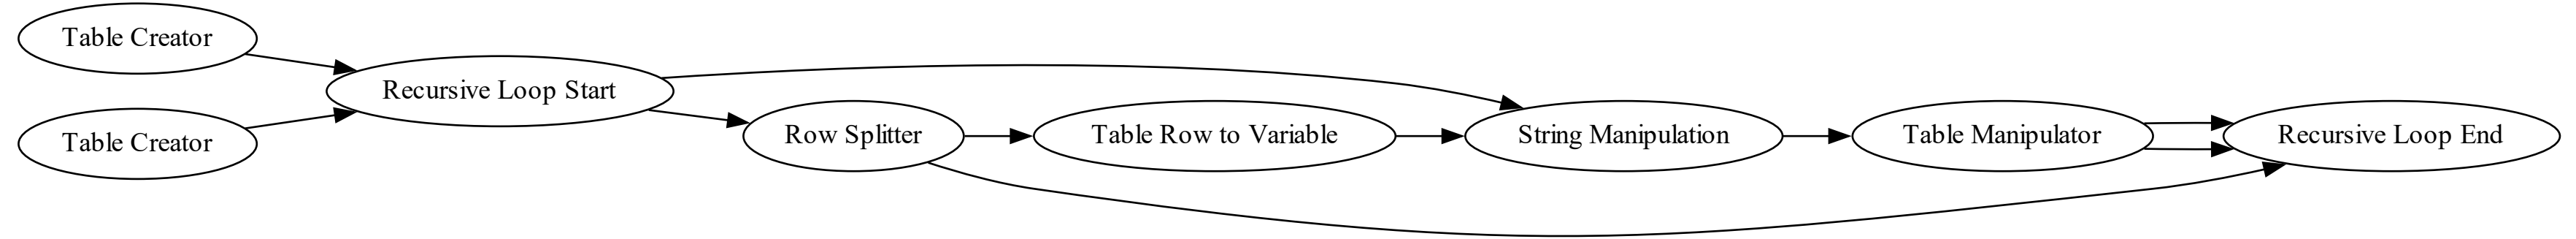 Table Creator
Table Creator
Recursive Loop Start
Row Splitter
Table Row to Variable
String Manipulation
Table Manipulator
Recursive Loop End